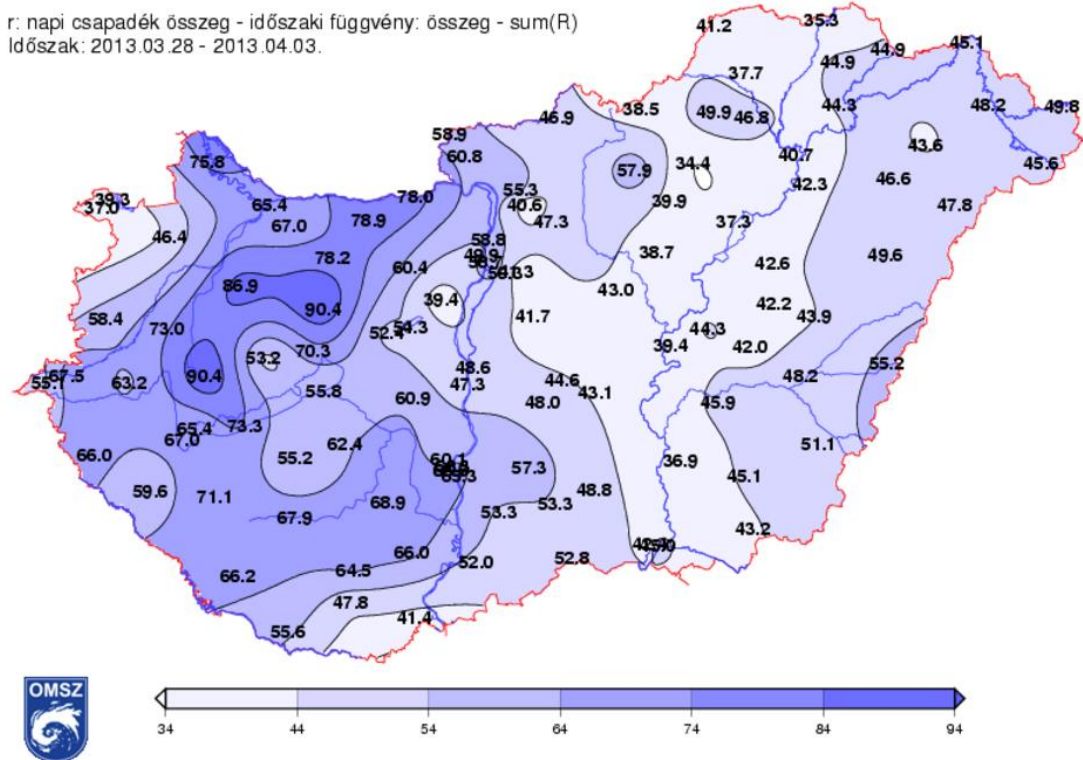 r: napi csapadék összeg - időszaki függvény: összeg - sum(R)
Időszak: 2013.03.28 - 2013.04.03.
41.2 35.3
44.9 45.1
44.9
37.7
49.9 46.8 44.3 48.2 49.8
46.9 38.5
58.9 43.6
60.8 40.7 45.6
75.8 57.9 34.4 42.3 46.6
39.3 78.0 55.3 39.9 47.8
37.0 65.4 40.6
67.0 78.9 47.3 37.3
46.4 58.8
78.2 49.9 38.7 49.6
60.4 42.6
86.9 39.4 43.0
90.4 41.7 42.2 43.9
58.4 73.0 52.4 54.3 44.3
70.3 39.4 42.0
53.2 48.6 55.2
67.5 90.4 47.3 44.6 48.2
55.1 63.2 55.8 43.1
60.9 48.0 45.9
65.4 73.3
67.0 62.4 51.1
66.0 55.2 60.1 57.3 36.9
65.3 45.1
59.6 71.1 68.9 48.8
67.9 53.3 53.3
43.2
66.0 42.4
66.2 64.5 52.0 52.8
47.8
41.4
55.6
OMSZ
34 44 54 64 74 84 94